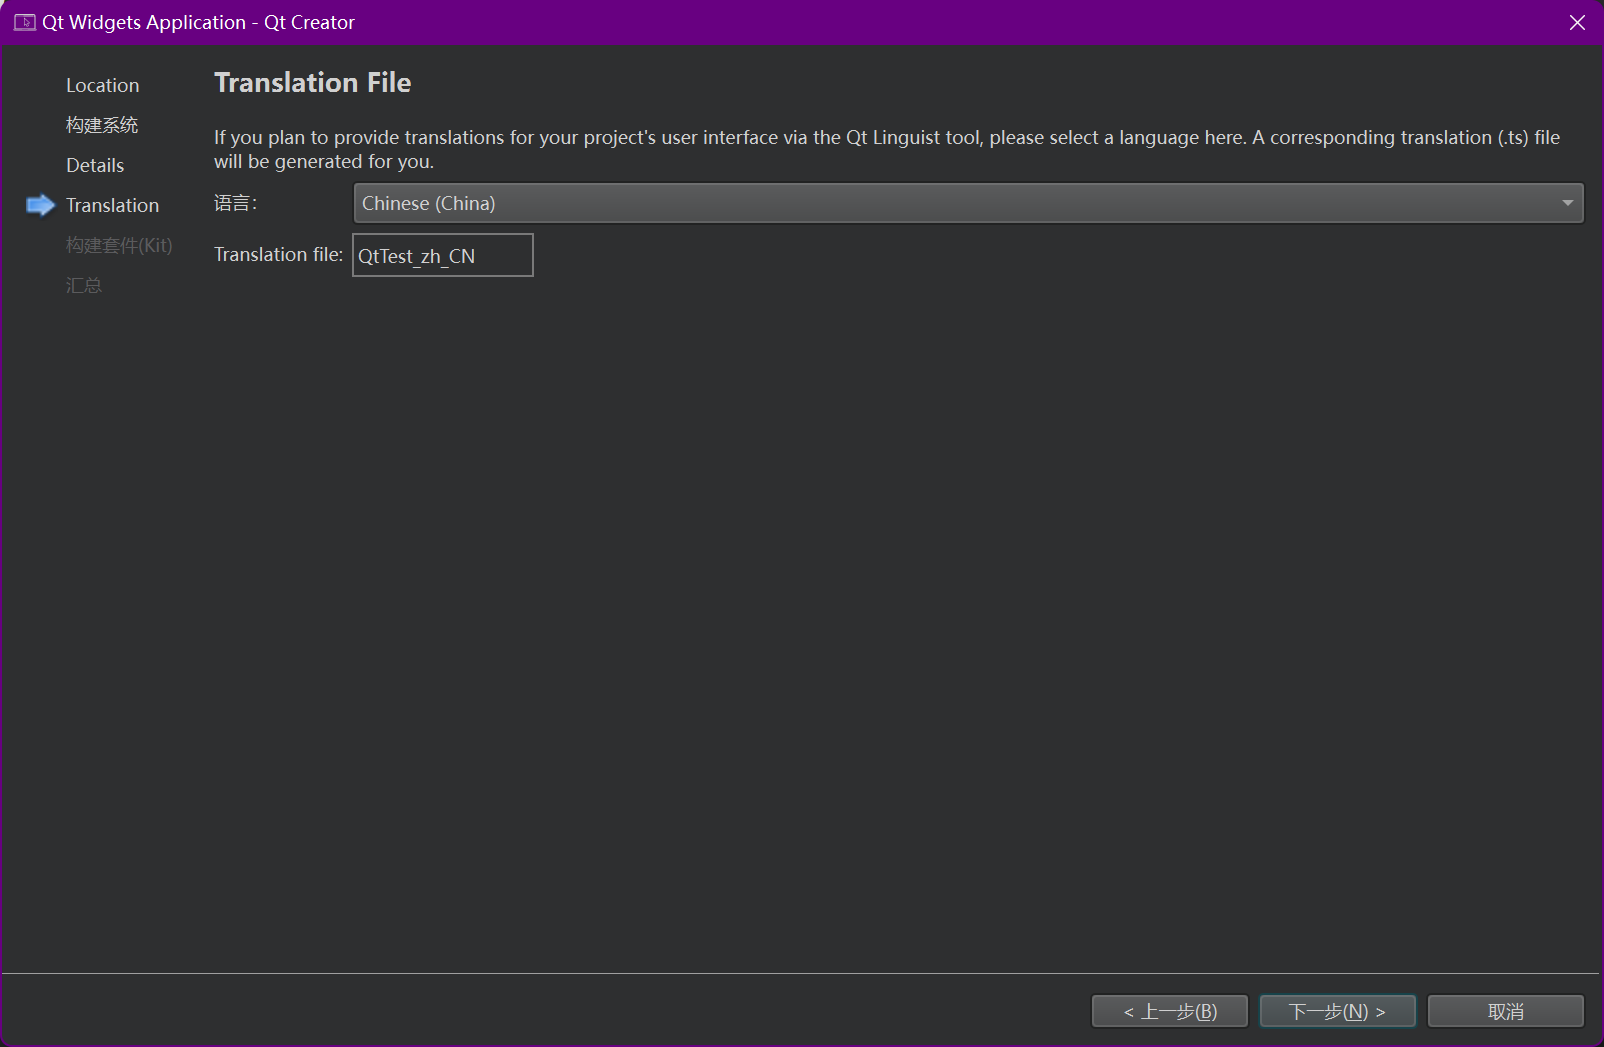 Qt Widgets Application - Qt Creator
Location
构建系统
Details
Translation
构建套件(Kit)
汇总
Translation File
If you plan to provide translations for your project's user interface via the Qt Linguist tool, please select a language here. A corresponding translation (.ts) file
will be generated for you.
语言:
Chinese (China)
Translation file:
QtTest_zh_CN
< 上一步(B)
下一步(N) >
取消